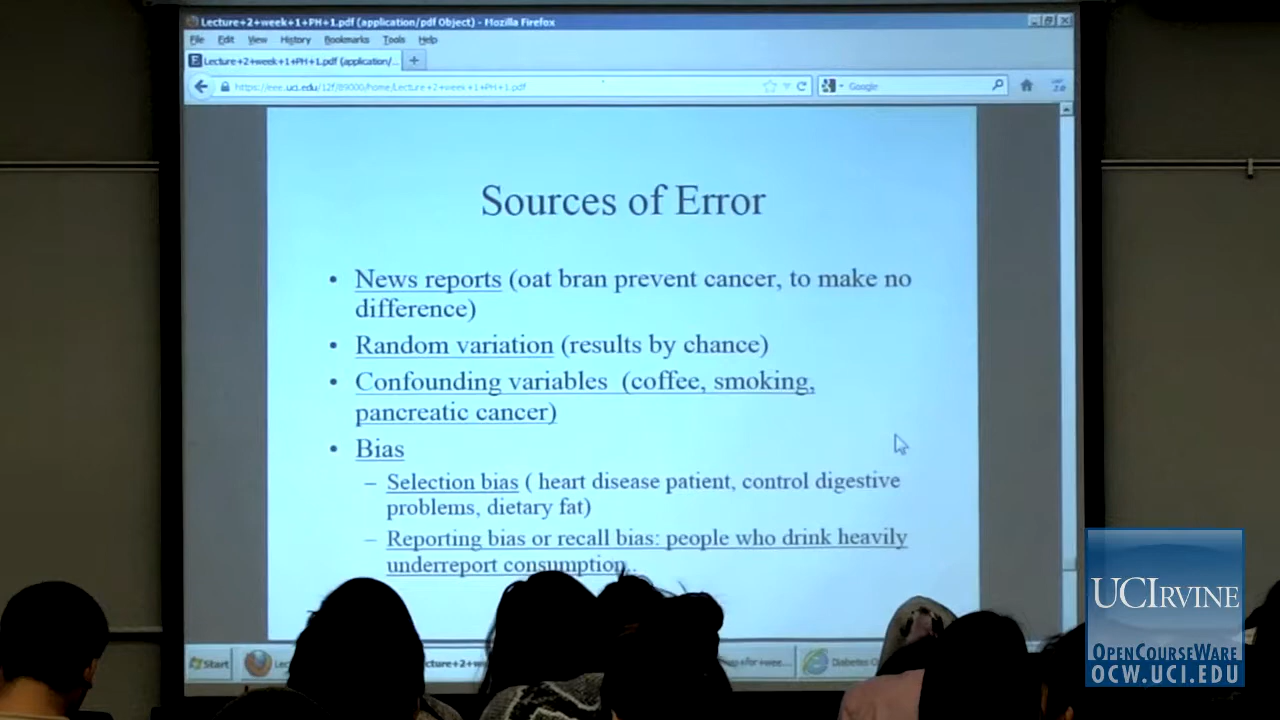 Lecture+2+week+1+PH+1.pdf (application/pdf Object) - Mozilla Firefox
File Edit View History Bookmarks Tools Help
Lecture+2+week+1+PH+1.pdf (application/...
https://eee.uci.edu/12f/89000/home/Lecture+2+week+1+PH+1.pdf
Google
Sources of Error
• News reports (oat bran prevent cancer, to make no
difference)
• Random variation (results by chance)
• Confounding variables (coffee, smoking,
pancreatic cancer)
• Bias
– Selection bias ( heart disease patient, control digestive
problems, dietary fat)
– Reporting bias or recall bias: people who drink heavily
underreport consumption..
Start
UCIRVINE
OPENCOURSEWARE
OCW.UCI.EDU